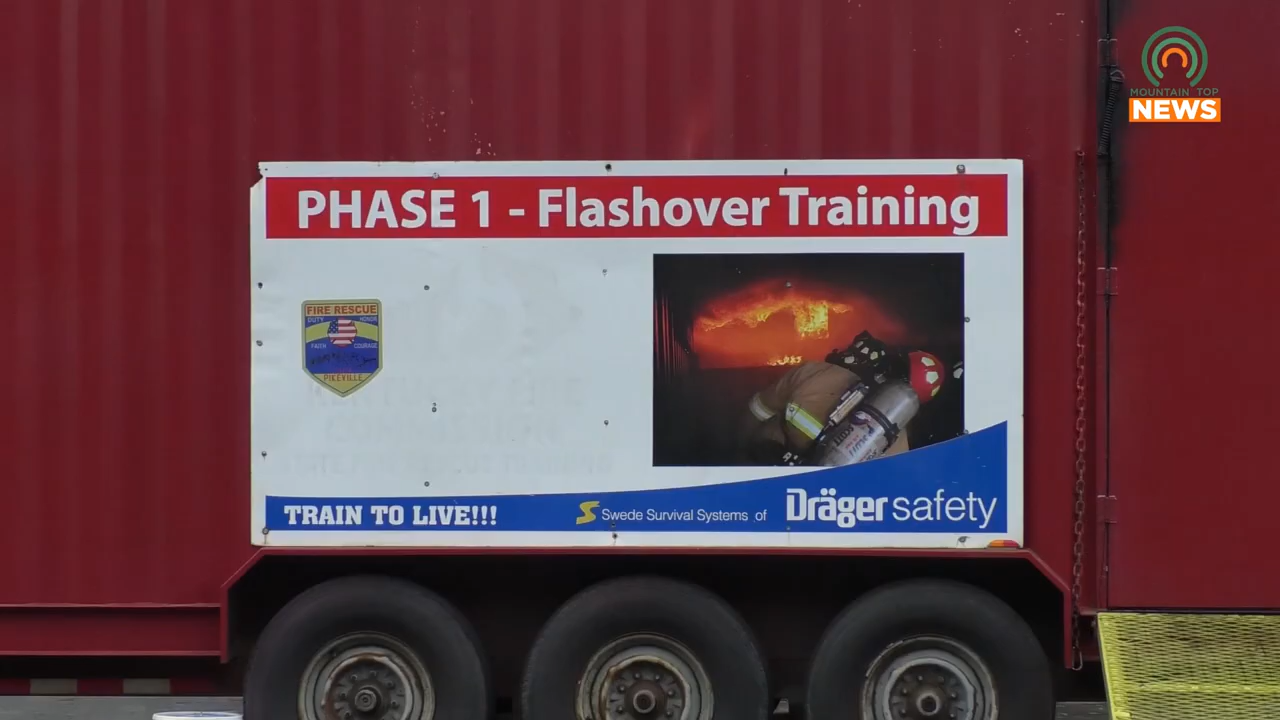 MOUNTAIN TOP
NEWS
PHASE 1 - Flashover Training
FIRE RESCUE
DUTY HONOR
FAITH COURAGE
PIKEVILLE
TRAIN TO LIVE!!!
Swede Survival Systems of Dräger safety